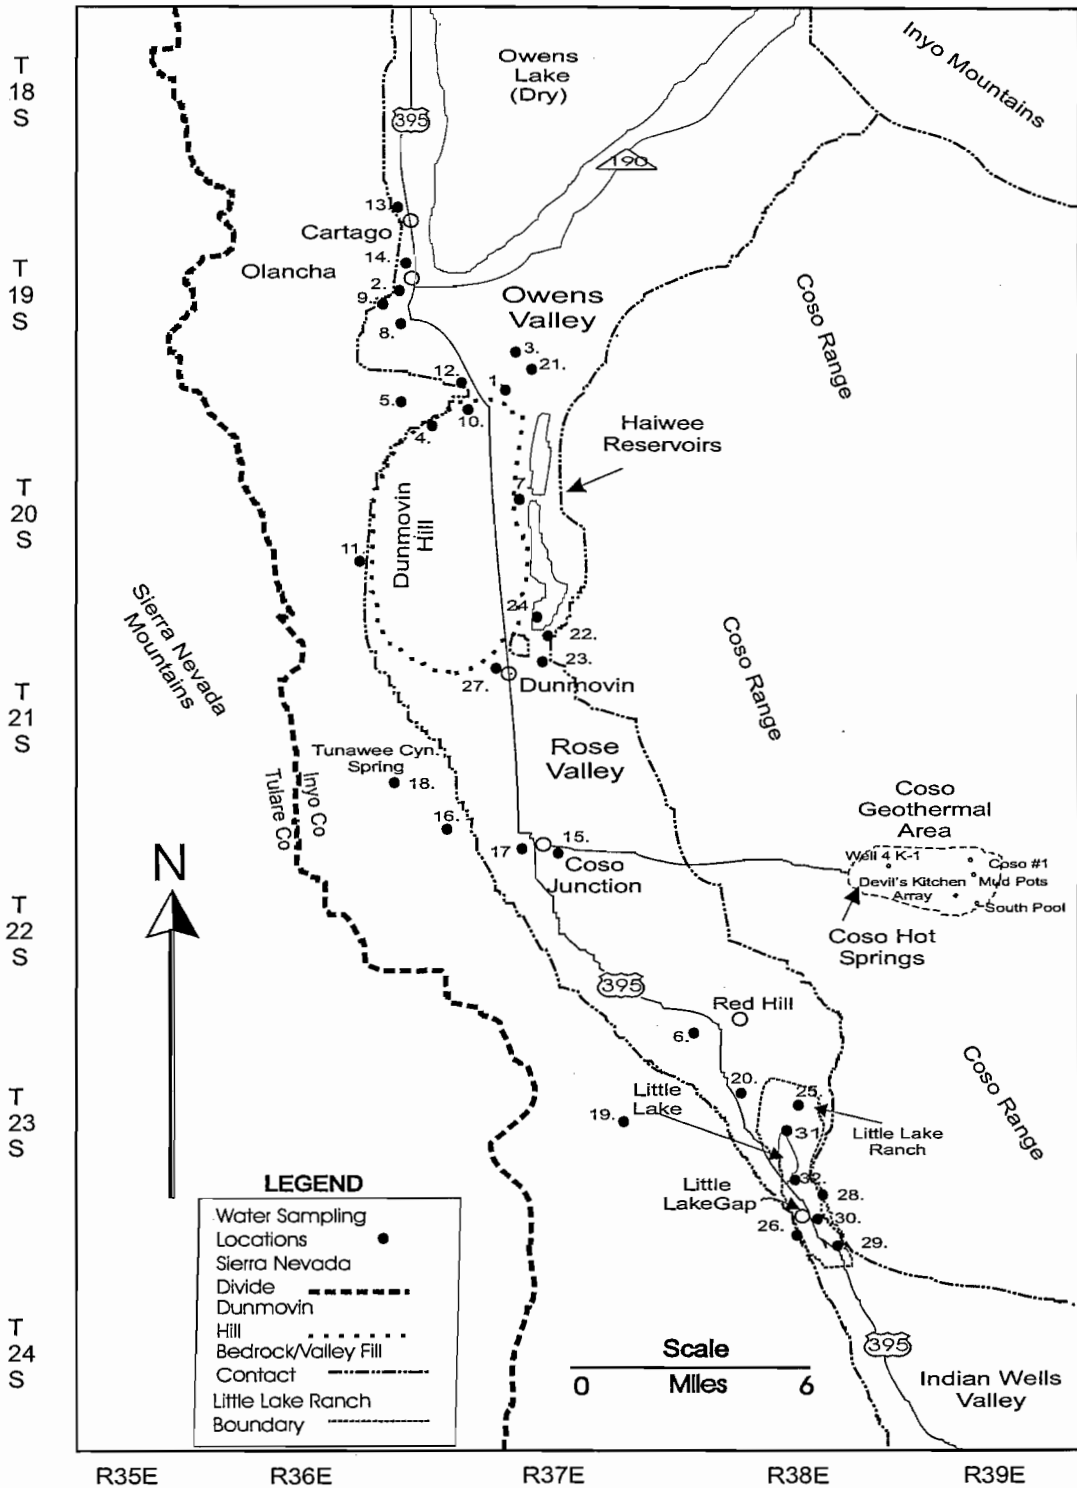 T
18
S
T
19
S
T
20
S
T
21
S
T
22
S
T
23
S
T
24
S
Owens
Lake
(Dry)
Inyo Mountains
395
190
13.
Cartago
14.
Olancha
2.
9.
8.
Owens
Valley
3.
21.
12.
1.
5.
10.
4.
Coso Range
Haiwee
Reservoirs
7
Dunmovin
Hill
11.
24.
22.
23.
27.
Dunmovin
Sierra Nevada
Mountains
Coso Range
Tunawee Cyn.
Spring
18.
16.
Tulare Co
Inyo Co
Rose
Valley
17
15.
Coso
Junction
Coso
Geothermal
Area
Well 4 K-1
Coso #1
Devil's Kitchen
Array
Mud Pots
South Pool
Coso Hot
Springs
N
395
Red Hill
6.
20.
Little
Lake
19.
25.
31.
Little Lake
Ranch
Coso Range
32.
28.
Little
LakeGap
30.
26.
29.
395
Indian Wells
Valley
LEGEND
Water Sampling
Locations
Sierra Nevada
Divide
Dunmovin
Hill
Bedrock/Valley Fill
Contact
Little Lake Ranch
Boundary
Scale
0 Miles 6
R35E R36E R37E R38E R39E